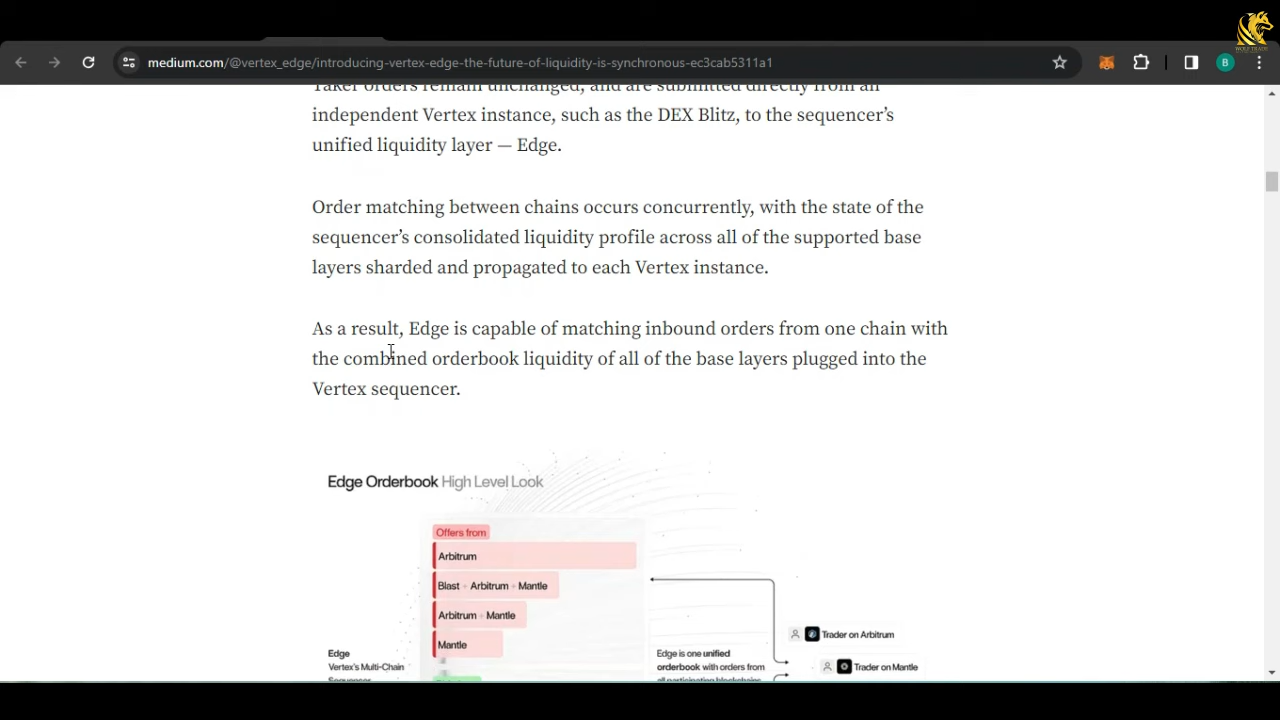 WOLF TRADE
medium.com/@vertex_edge/introducing-vertex-edge-the-future-of-liquidity-is-synchronous-ec3cab5311a1
B
Taker orders remain unchanged, and are submitted directly from an
independent Vertex instance, such as the DEX Blitz, to the sequencer’s
unified liquidity layer — Edge.
Order matching between chains occurs concurrently, with the state of the
sequencer’s consolidated liquidity profile across all of the supported base
layers sharded and propagated to each Vertex instance.
As a result, Edge is capable of matching inbound orders from one chain with
the combined orderbook liquidity of all of the base layers plugged into the
Vertex sequencer.
Edge Orderbook High Level Look
Offers from
Arbitrum
Blast + Arbitrum + Mantle
Arbitrum + Mantle
Mantle
Edge
Vertex's Multi-Chain
Sequencer
Edge is one unified
orderbook with orders from
all participating blockchains
Trader on Arbitrum
Trader on Mantle